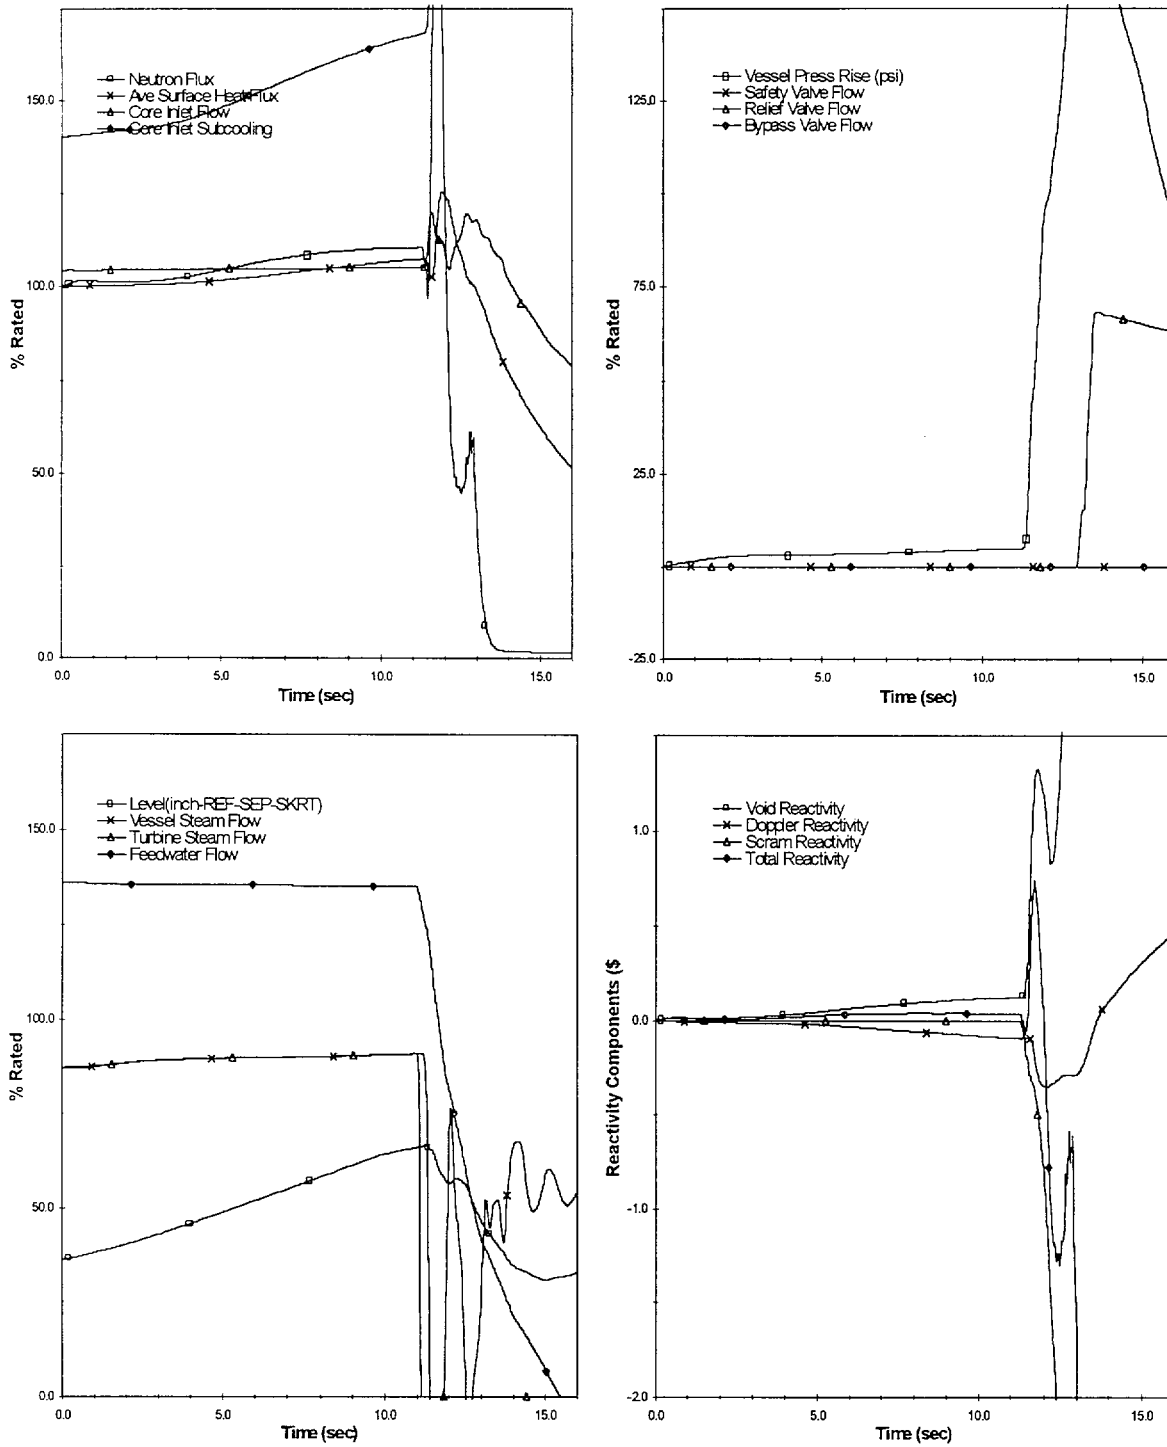 Neutron Flux
Ave Surface Heat Flux
Core Inlet Flow
Core Inlet Subcooling
150.0
100.0
50.0
0.0
% Rated
0.0
5.0
10.0
15.0
Time (sec)
Vessel Press Rise (psi)
Safety Valve Flow
Relief Valve Flow
Bypass Valve Flow
125.0
75.0
25.0
-25.0
% Rated
0.0
5.0
10.0
15.0
Time (sec)
Level(inch-REF-SEP-SKRT)
Vessel Steam Flow
Turbine Steam Flow
Feedwater Flow
150.0
100.0
50.0
0.0
% Rated
0.0
5.0
10.0
15.0
Time (sec)
Void Reactivity
Doppler Reactivity
Scram Reactivity
Total Reactivity
1.0
0.0
-1.0
-2.0
Reactivity Components ($
0.0
5.0
10.0
15.0
Time (sec)